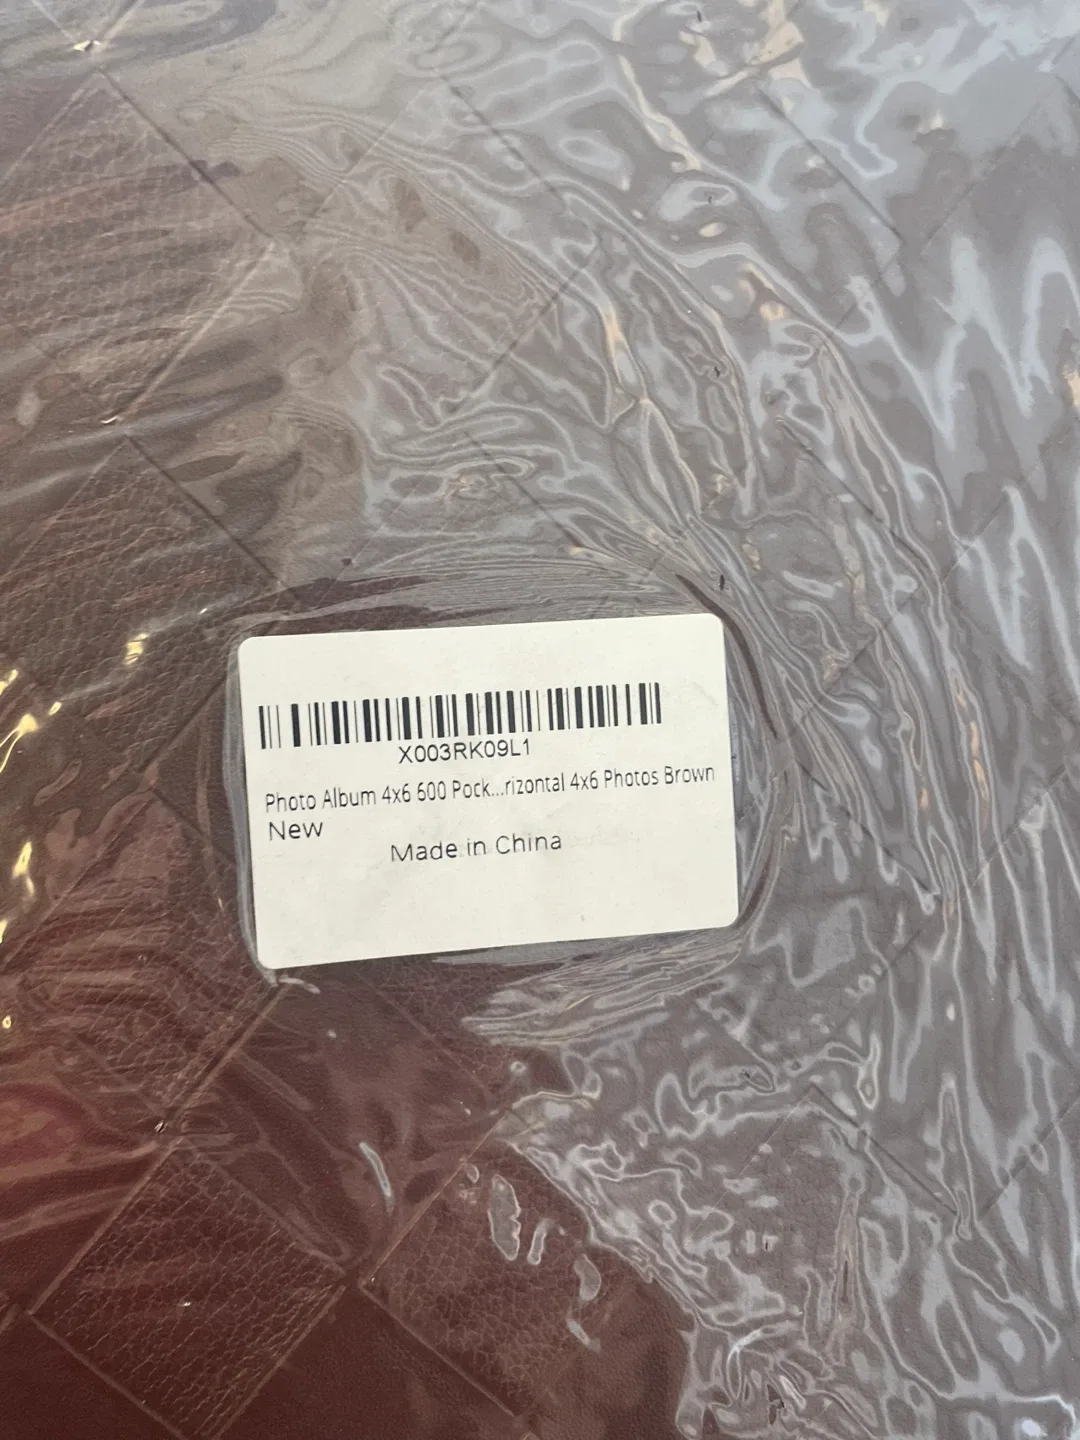 X003RK09L1
Photo Album 4x6 600 Pock...rizontal 4x6 Photos Brown
New
Made in China